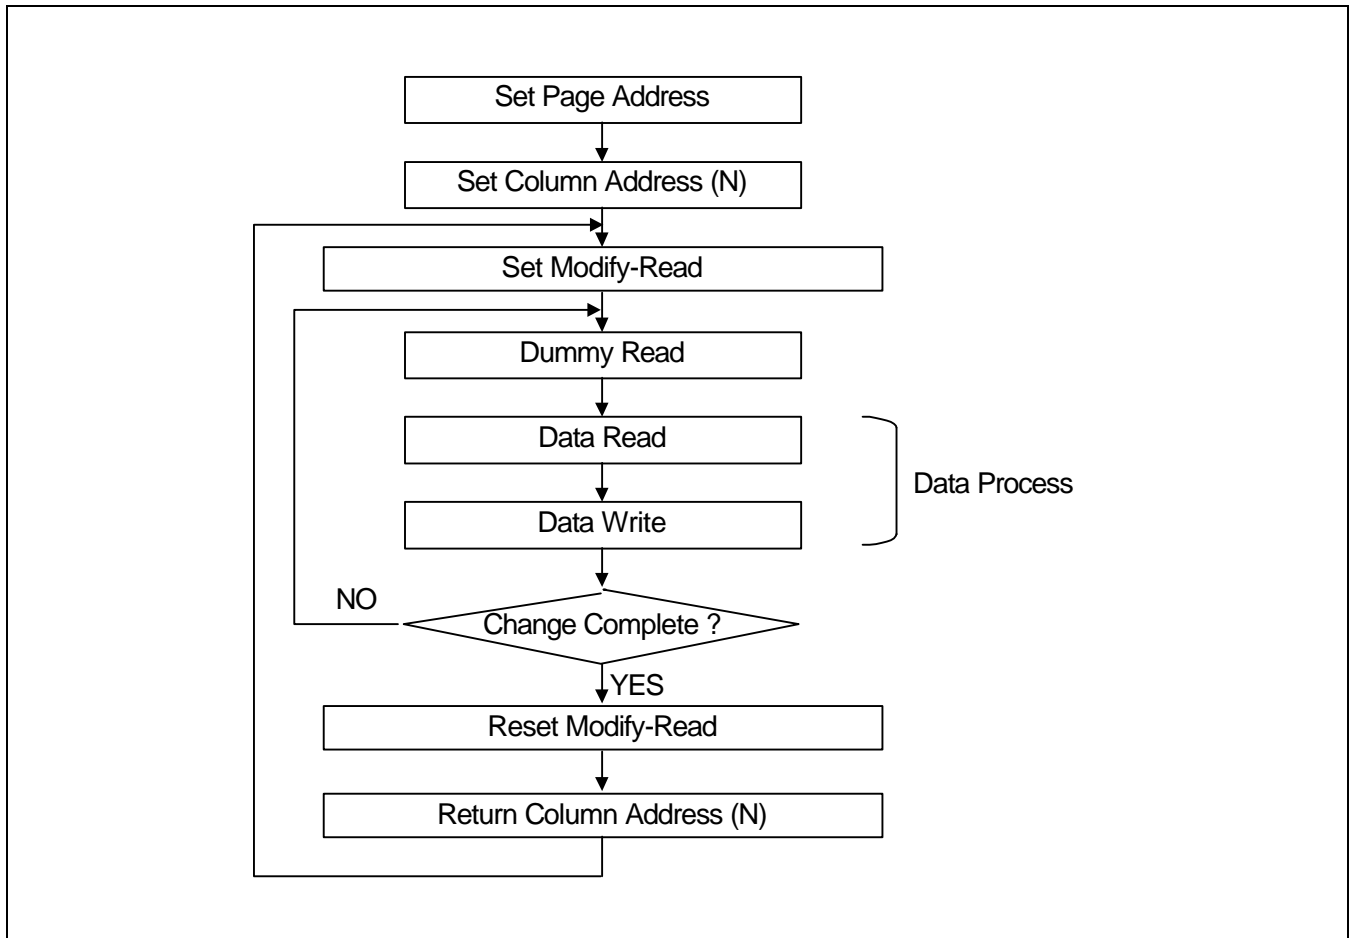 Set Page Address
Set Column Address (N)
Set Modify-Read
Dummy Read
Data Read
Data Process
Data Write
NO
Change Complete ?
YES
Reset Modify-Read
Return Column Address (N)